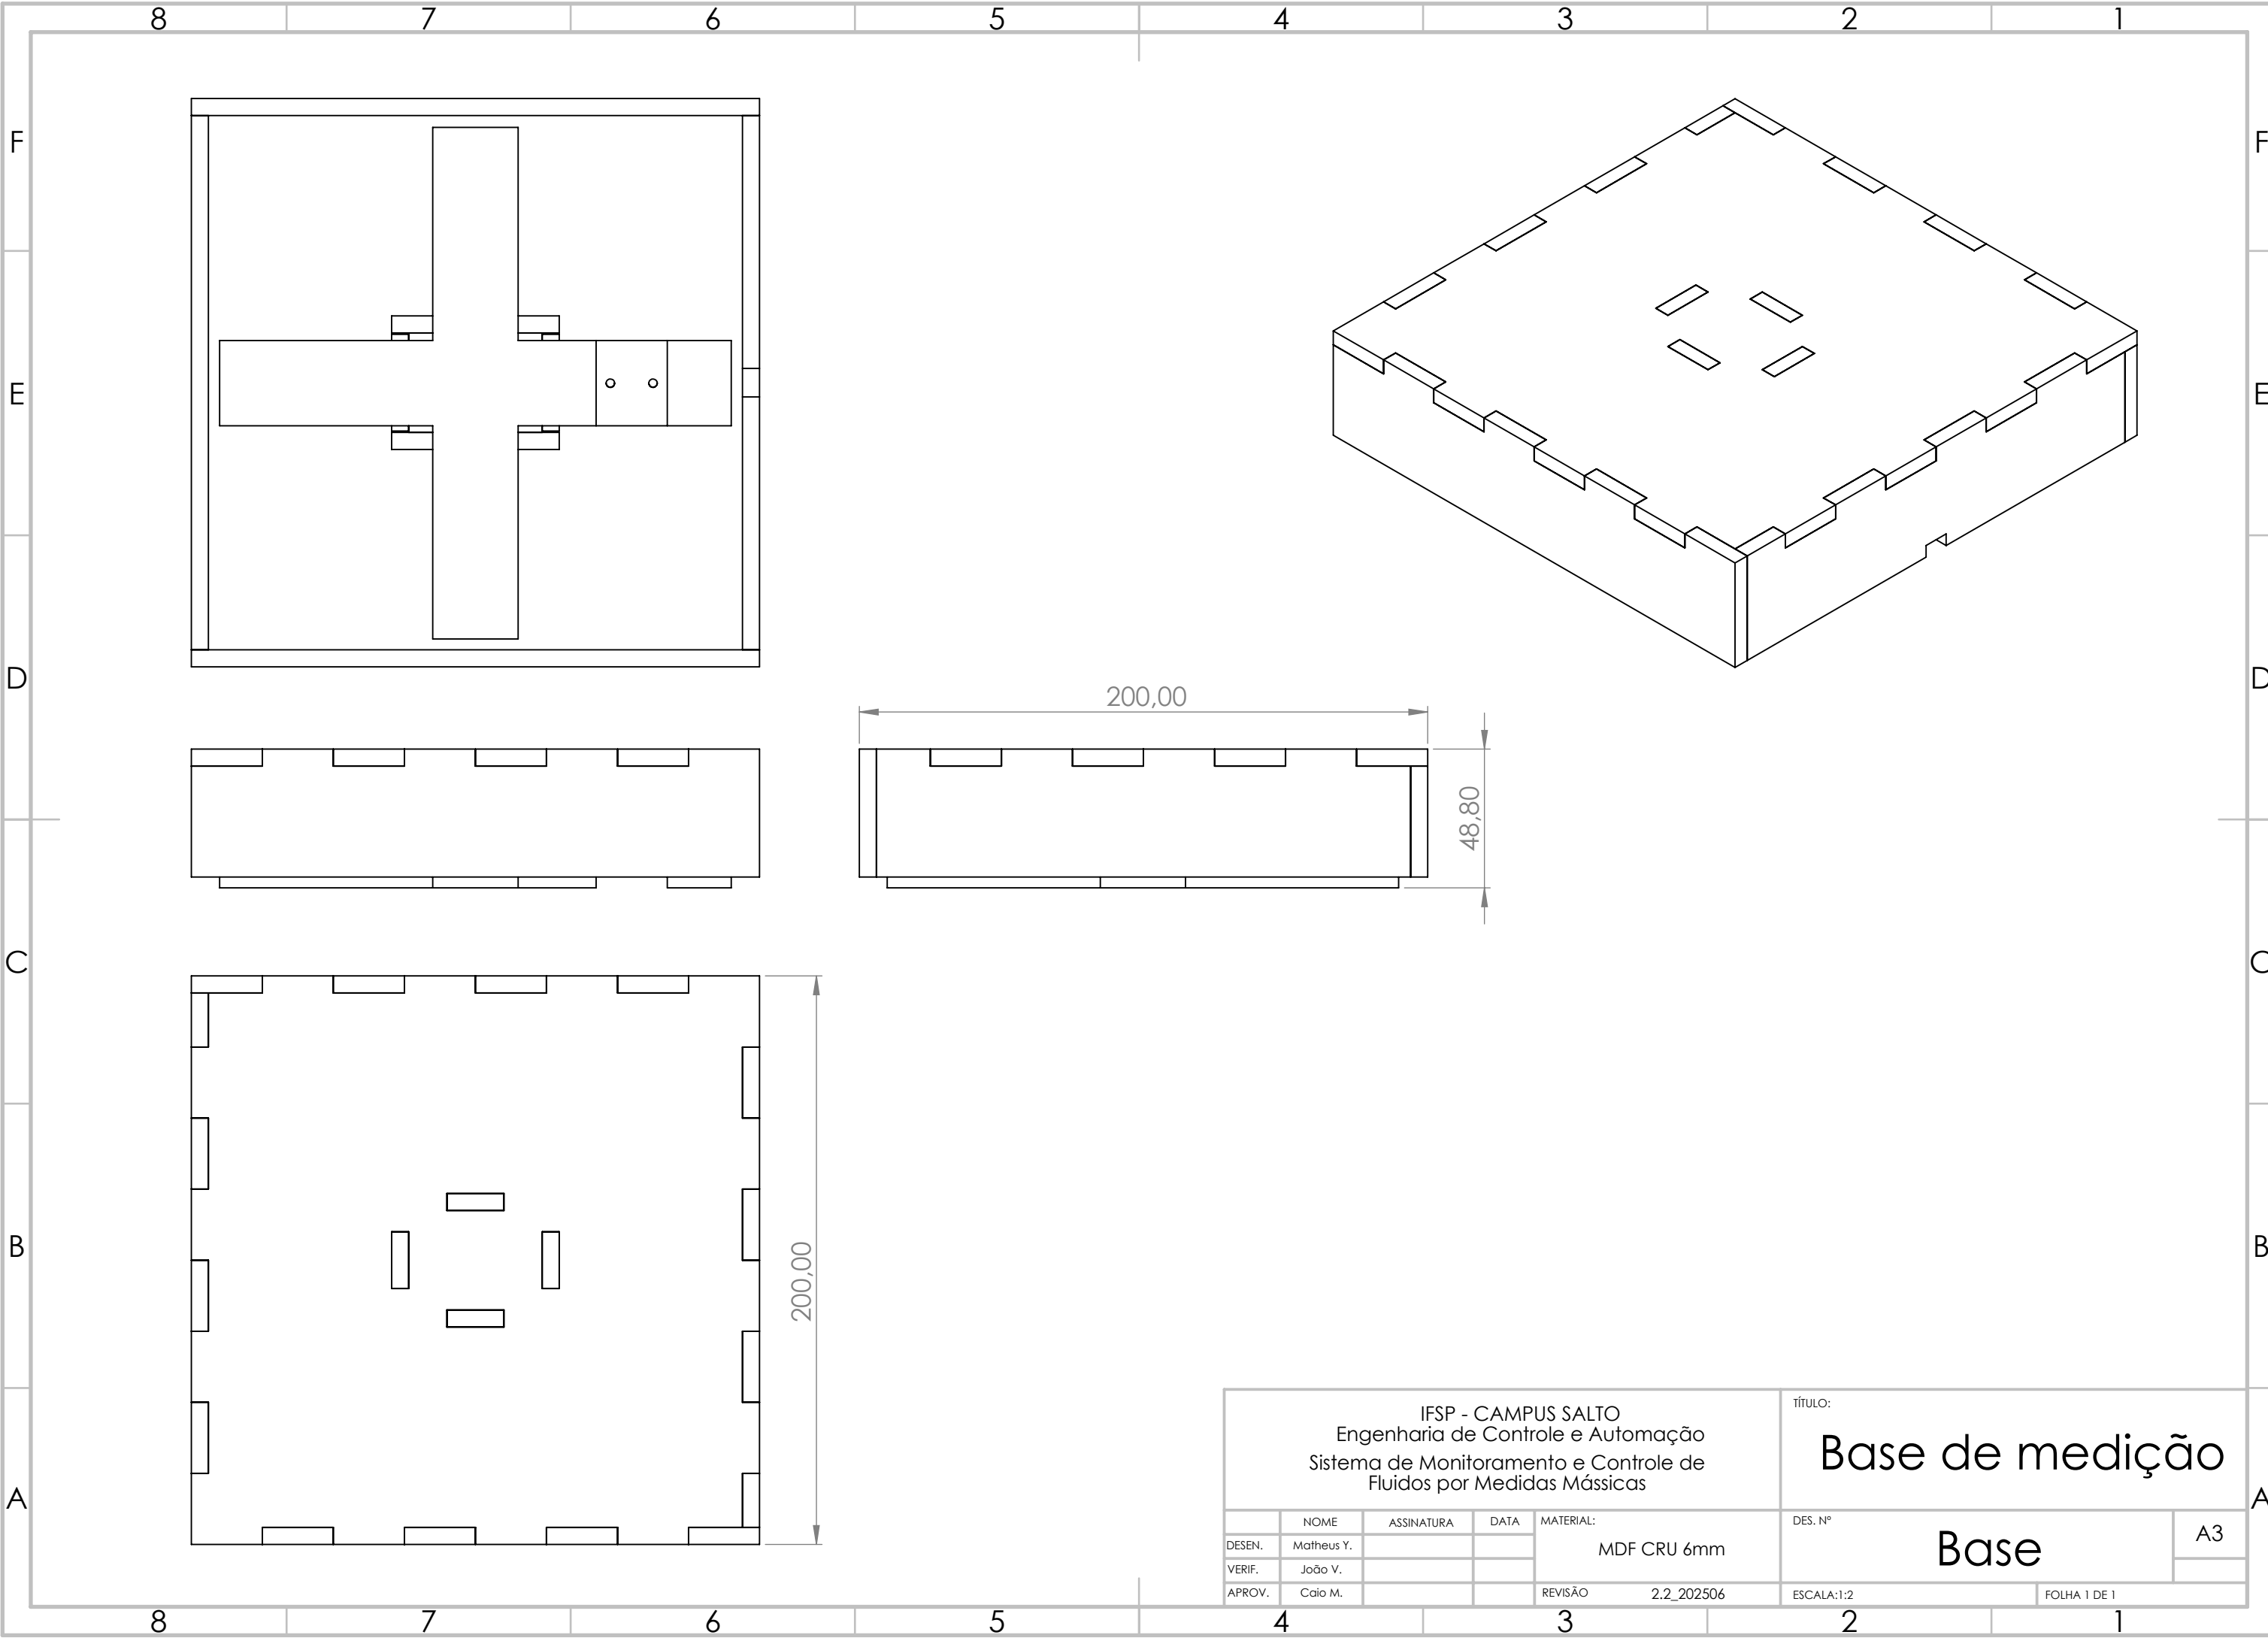 8 7 6 5 4 3 2 1
F F
E E
D D
200,00
48,80
C C
200,00
B B
A A
IFSP - CAMPUS SALTO
Engenharia de Controle e Automação
Sistema de Monitoramento e Controle de
Fluidos por Medidas Mássicas
TÍTULO:
Base de medição
NOME ASSINATURA DATA
DESEN. Matheus Y.
VERIF. João V.
APROV. Caio M.
MATERIAL:
MDF CRU 6mm
REVISÃO 2.2_202506
DES. Nº
Base
A3
ESCALA:1:2
FOLHA 1 DE 1
8 7 6 5 4 3 2 1